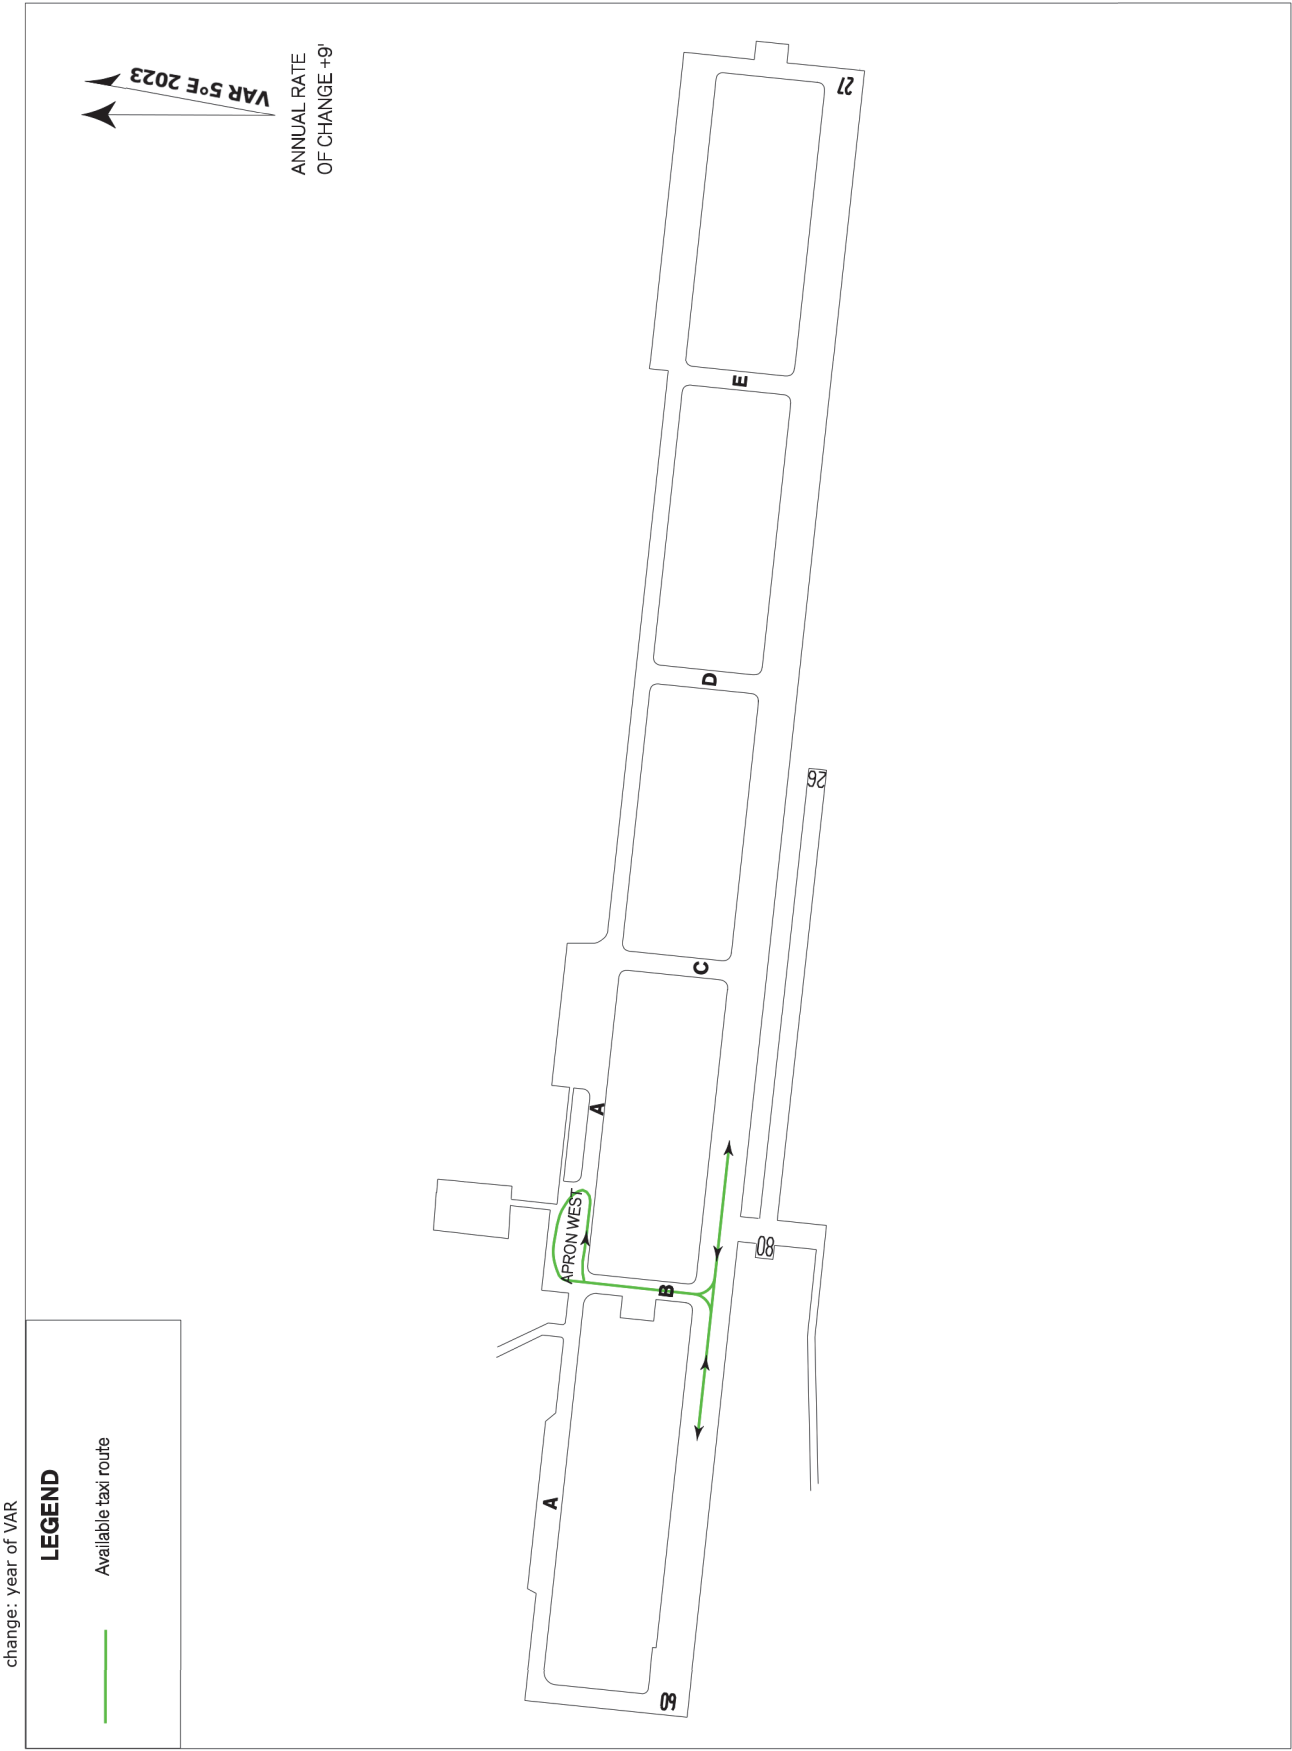 change: year of VAR
LEGEND
Available taxi route
VAR 5°E 2023
ANNUAL RATE
OF CHANGE +9'
27
E
D
26
C
A
APRON WEST
B
08
A
09